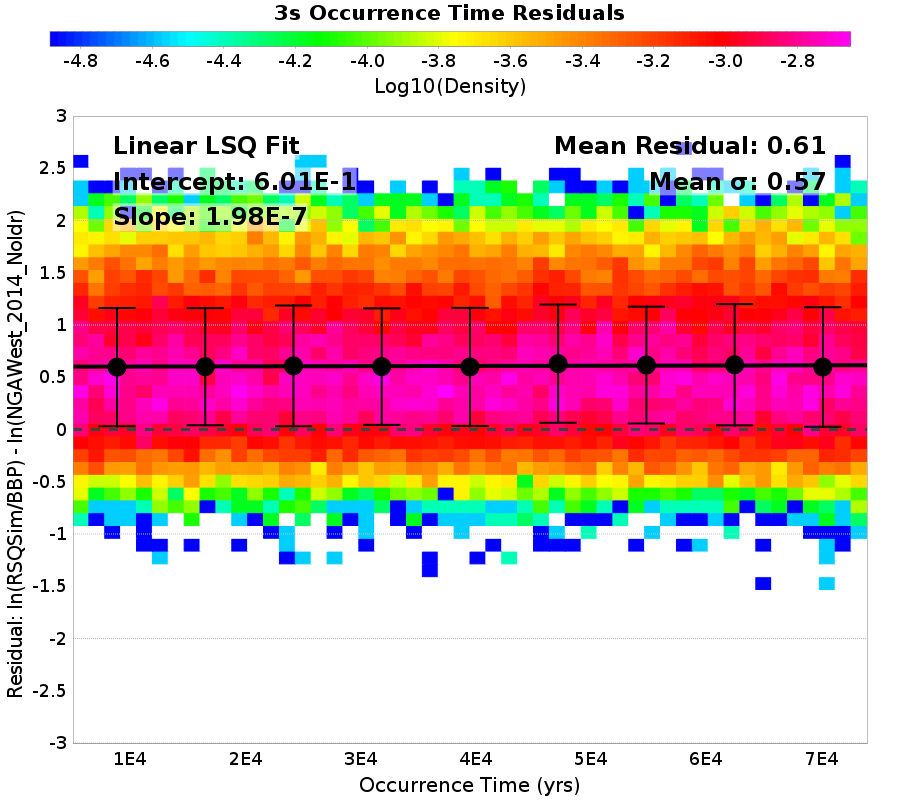 3s Occurrence Time Residuals
-4.8 -4.6 -4.4 -4.2 -4.0 -3.8 -3.6 -3.4 -3.2 -3.0 -2.8
Log10(Density)
Linear LSQ Fit
Intercept: 6.01E-1
Slope: 1.98E-7
Mean Residual: 0.61
Mean σ: 0.57
Residual: ln(RSQSim/BBP) - ln(NGAWest_2014_NoIdr)
3
2.5
2
1.5
1
0.5
0
-0.5
-1
-1.5
-2
-2.5
-3
1E4 2E4 3E4 4E4 5E4 6E4 7E4
Occurrence Time (yrs)